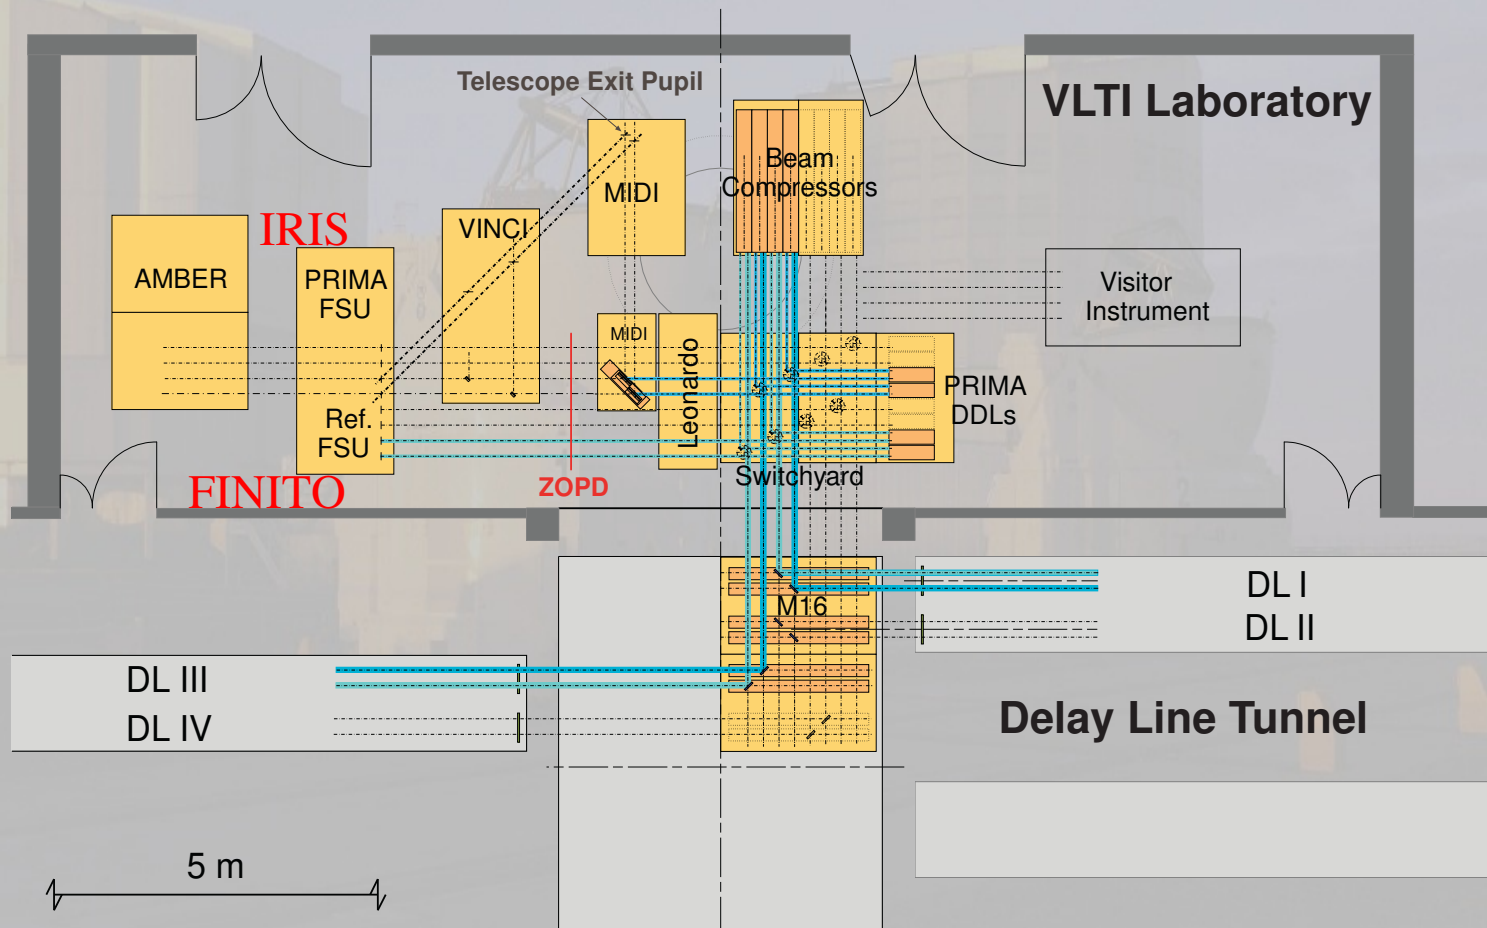 Telescope Exit Pupil
VLTI Laboratory
Beam
Compressors
MIDI
IRIS
VINCI
AMBER
PRIMA
FSU
Visitor
Instrument
MIDI
Leonardo
PRIMA
DDLs
Ref.
FSU
Switchyard
ZOPD
FINITO
DL I
M16
DL II
DL III
DL IV
Delay Line Tunnel
5 m